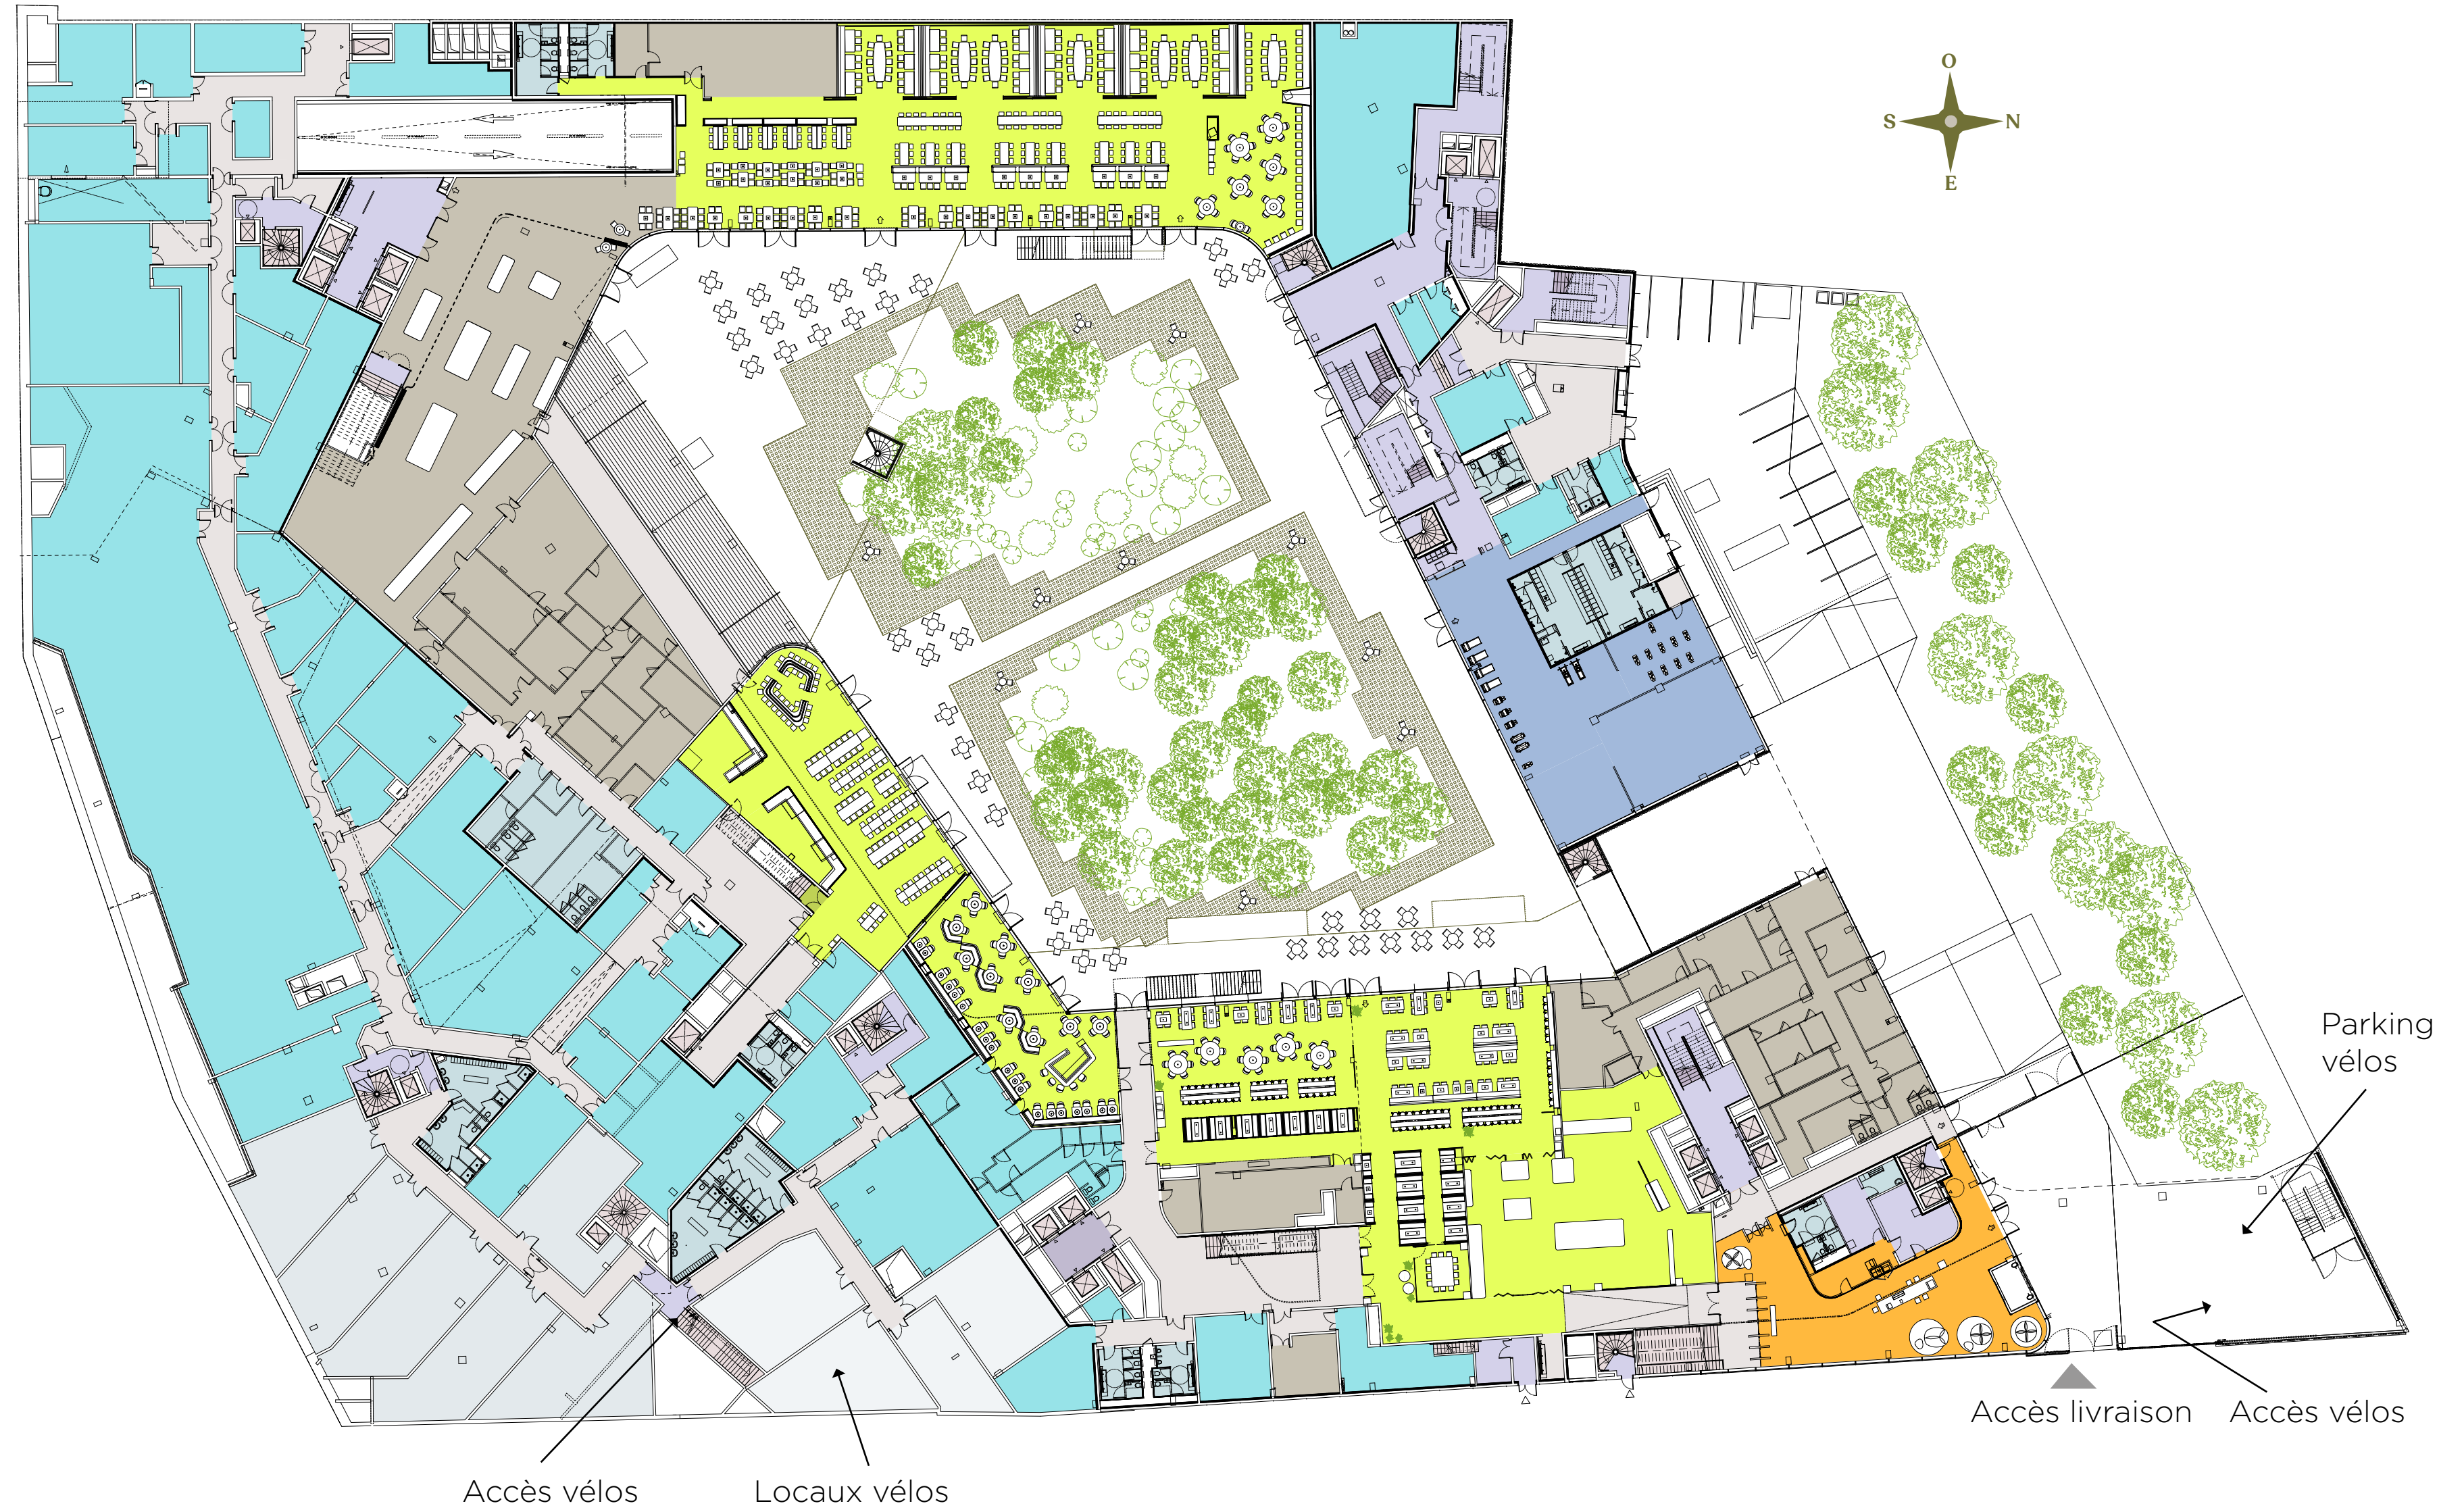 O
S N
E
Parking
vélos
Accès livraison
Accès vélos
Accès vélos
Locaux vélos